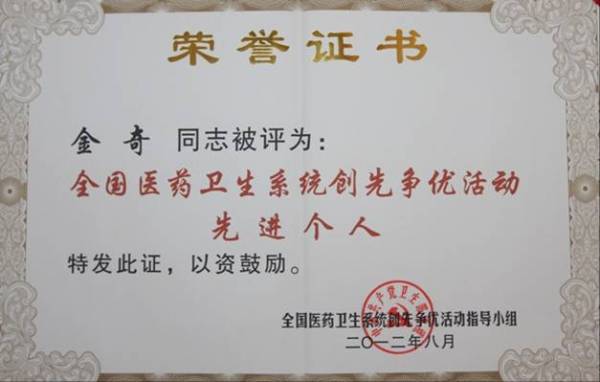 荣誉证书
金奇 同志被评为：
全国医药卫生系统创先争优活动
先进个人
特发此证，以资鼓励。
全国医药卫生系统创先争优活动指导小组
二〇一二年八月